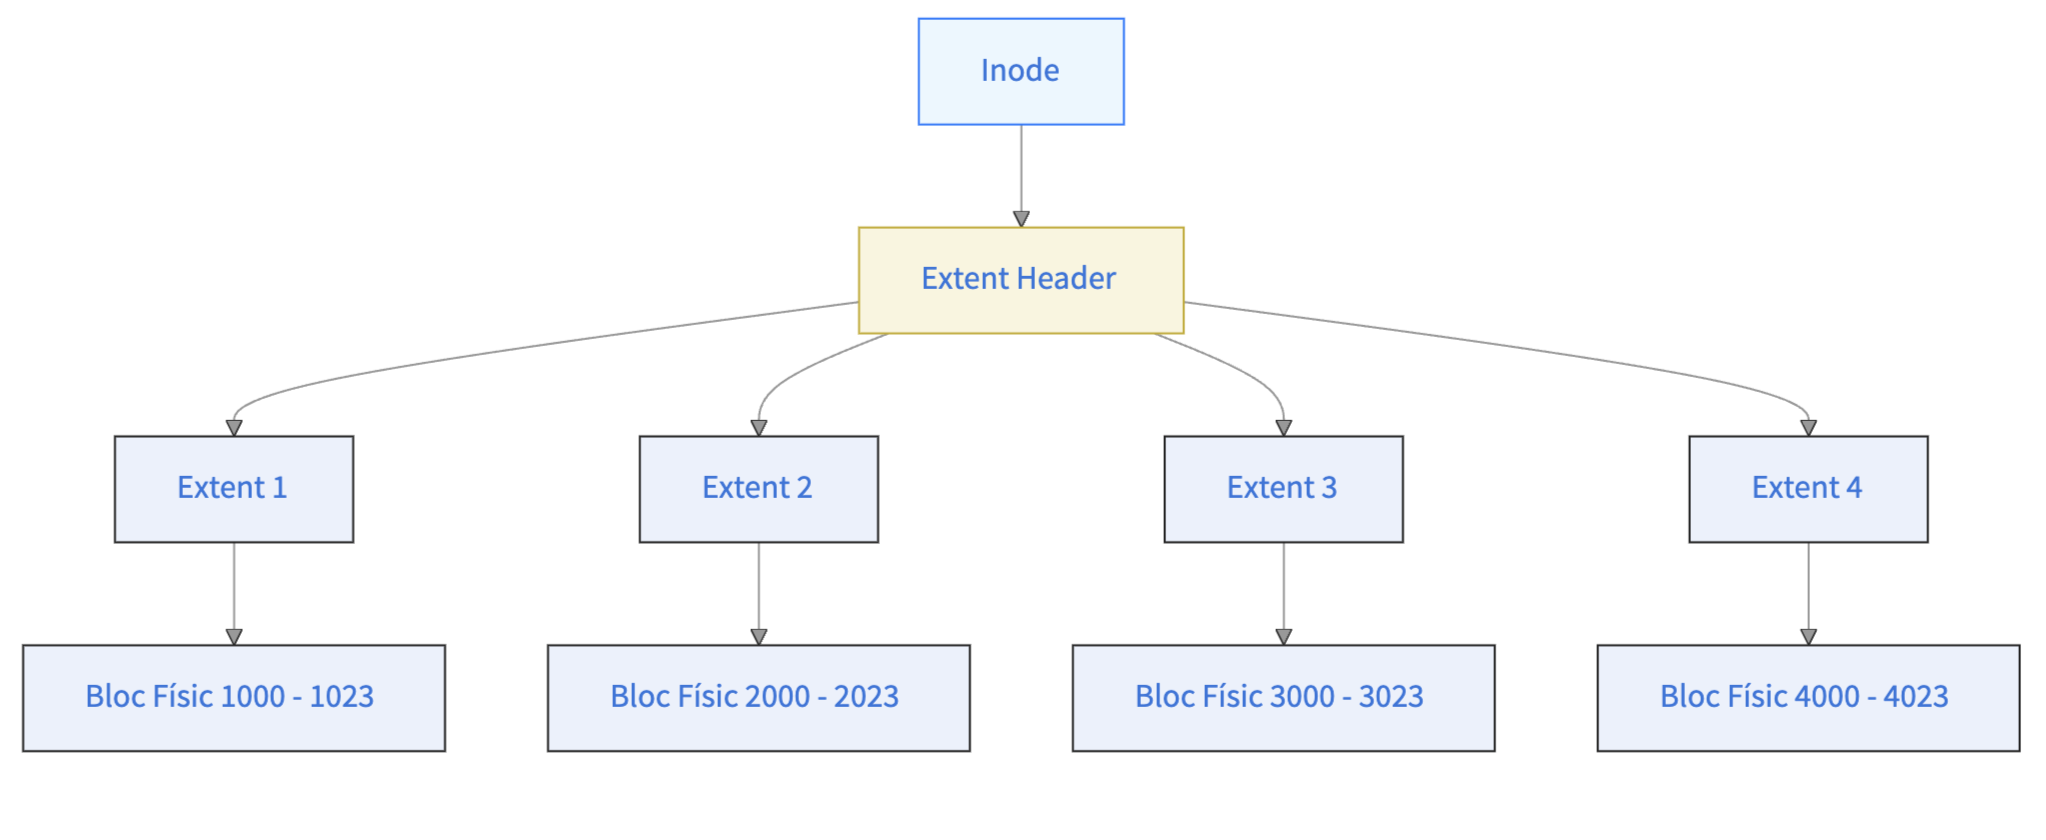 Inode
Extent Header
Extent 1
Extent 2
Extent 3
Extent 4
Bloc Físic 1000 - 1023
Bloc Físic 2000 - 2023
Bloc Físic 3000 - 3023
Bloc Físic 4000 - 4023